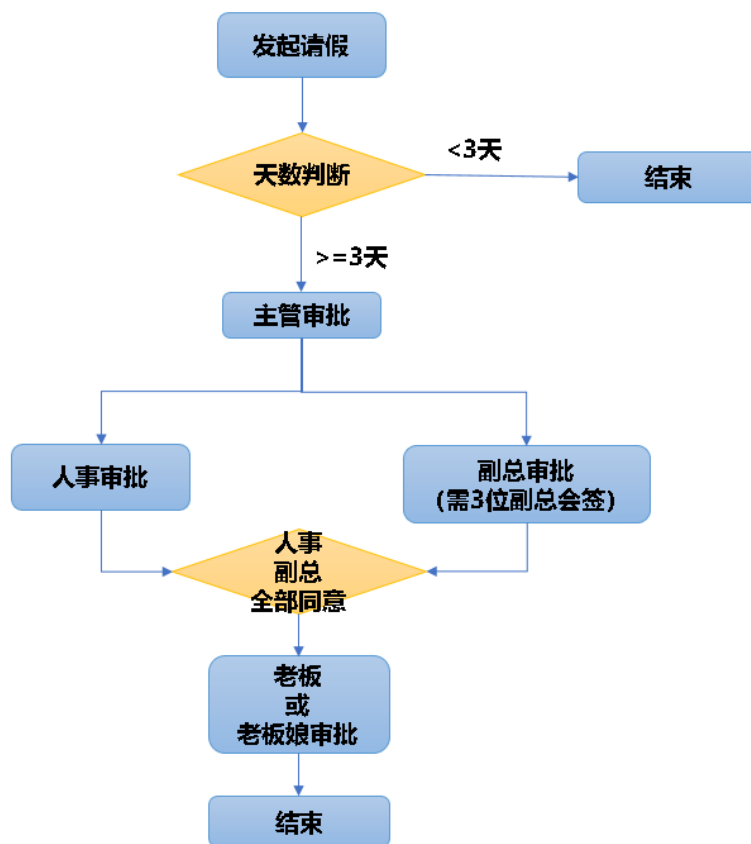 发起请假
天数判断
<3天
结束
>=3天
主管审批
人事审批
副总审批
(需3位副总会签)
人事
副总
全部同意
老板
或
老板娘审批
结束